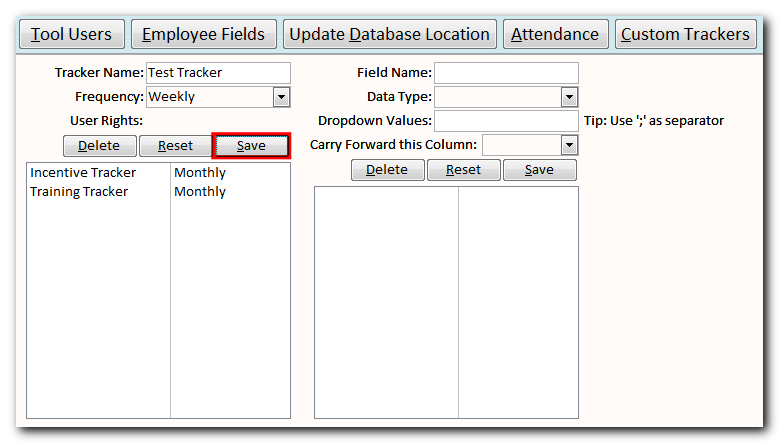 Tool Users Employee Fields Update Database Location Attendance Custom Trackers
Tracker Name: Test Tracker
Frequency: Weekly
User Rights:
Delete Reset Save
Incentive Tracker Monthly
Training Tracker Monthly
Field Name:
Data Type:
Dropdown Values: Tip: Use ';' as separator
Carry Forward this Column:
Delete Reset Save